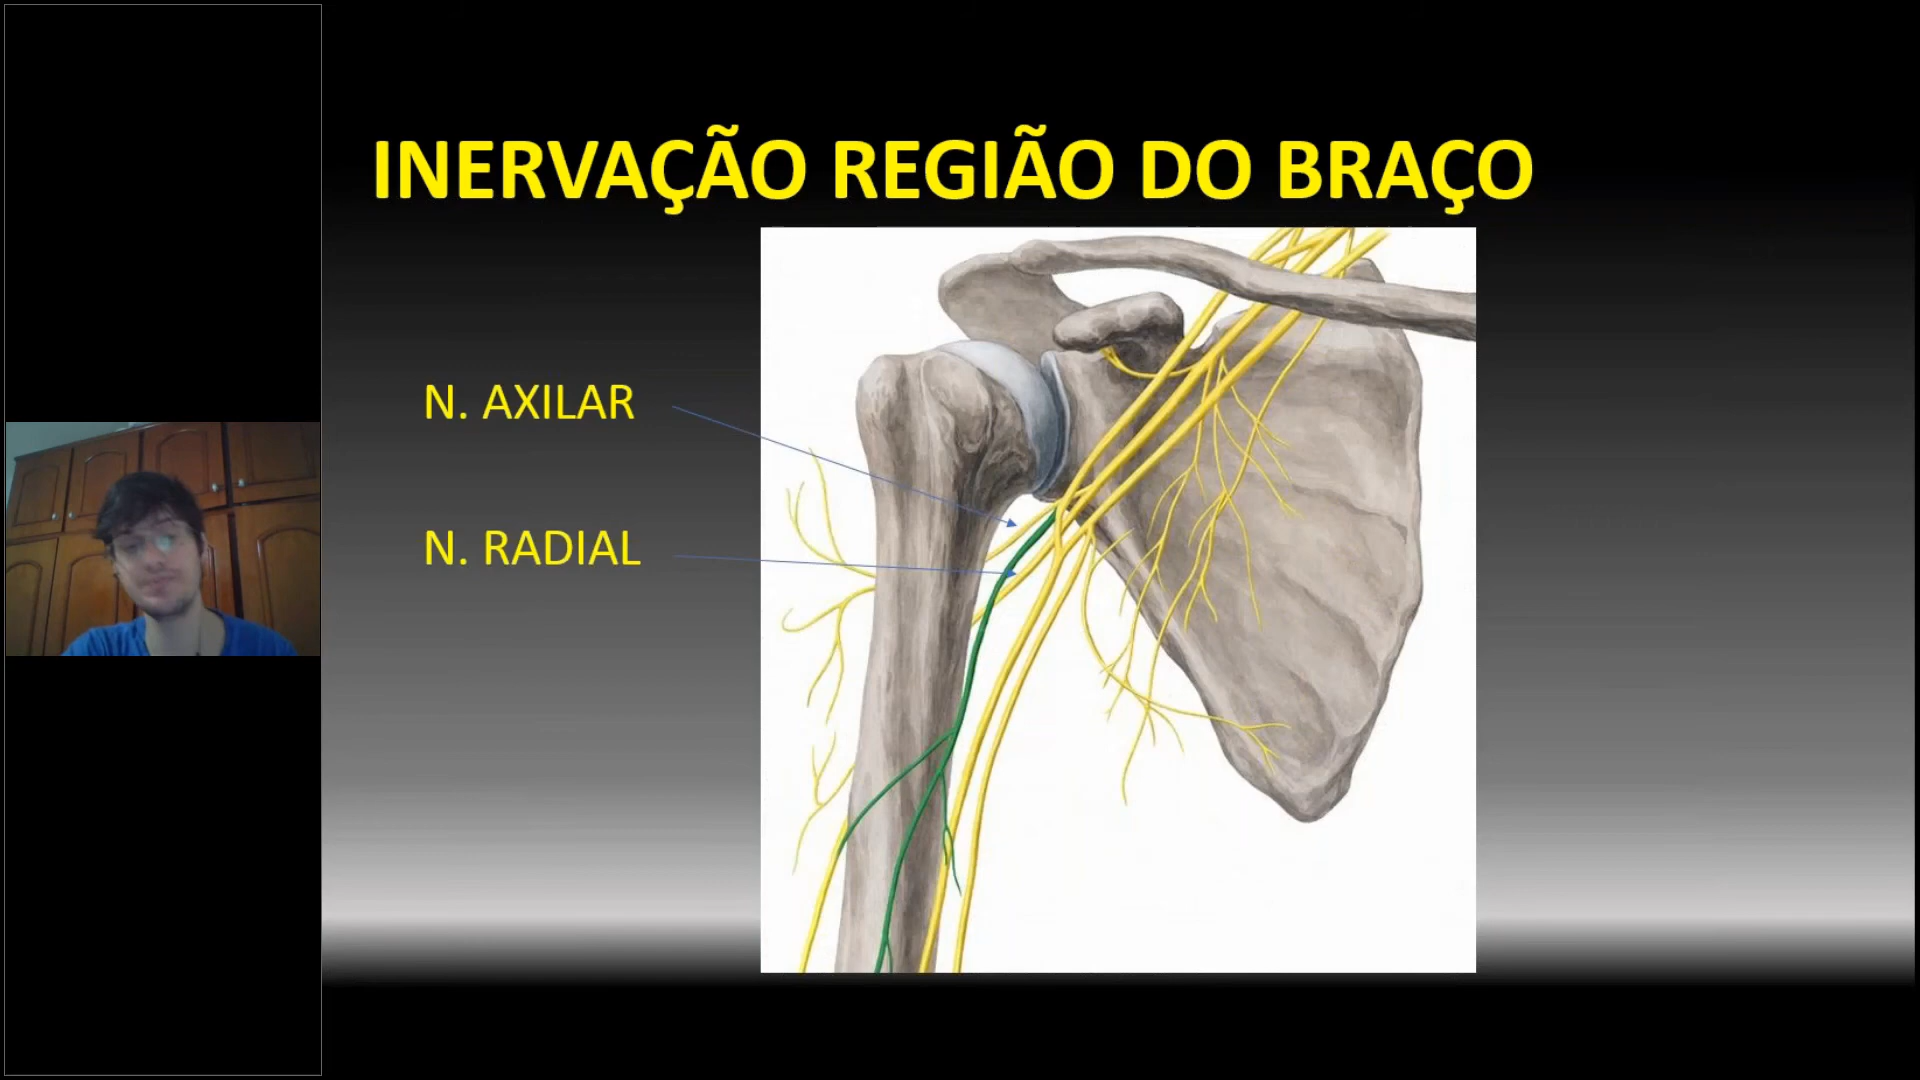 INERVAÇÃO REGIÃO DO BRAÇO
N. AXILAR
N. RADIAL